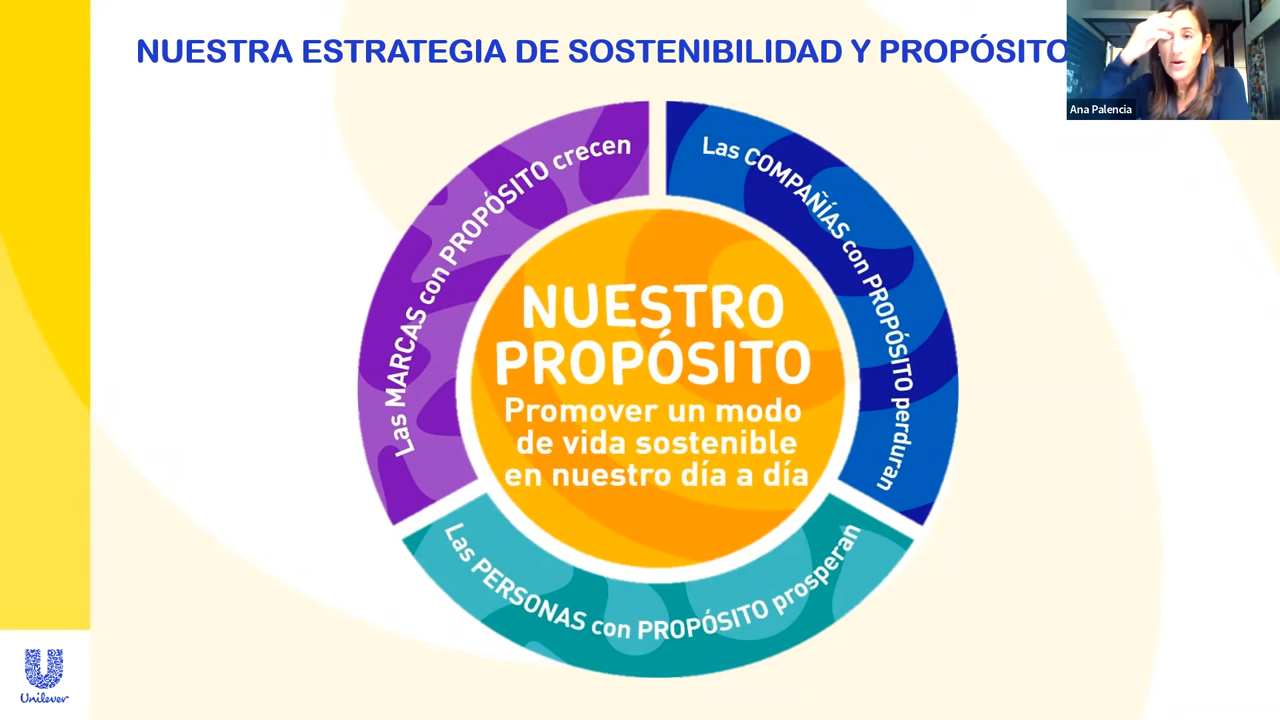 NUESTRA ESTRATEGIA DE SOSTENIBILIDAD Y PROPÓSITO
Ana Palencia
Las MARCAS con PROPÓSITO crecen
Las COMPAÑÍAS con PROPÓSITO perduran
NUESTRO
PROPÓSITO
Promover un modo
de vida sostenible
en nuestro día a día
Las PERSONAS con PROPÓSITO prosperan
Unilever